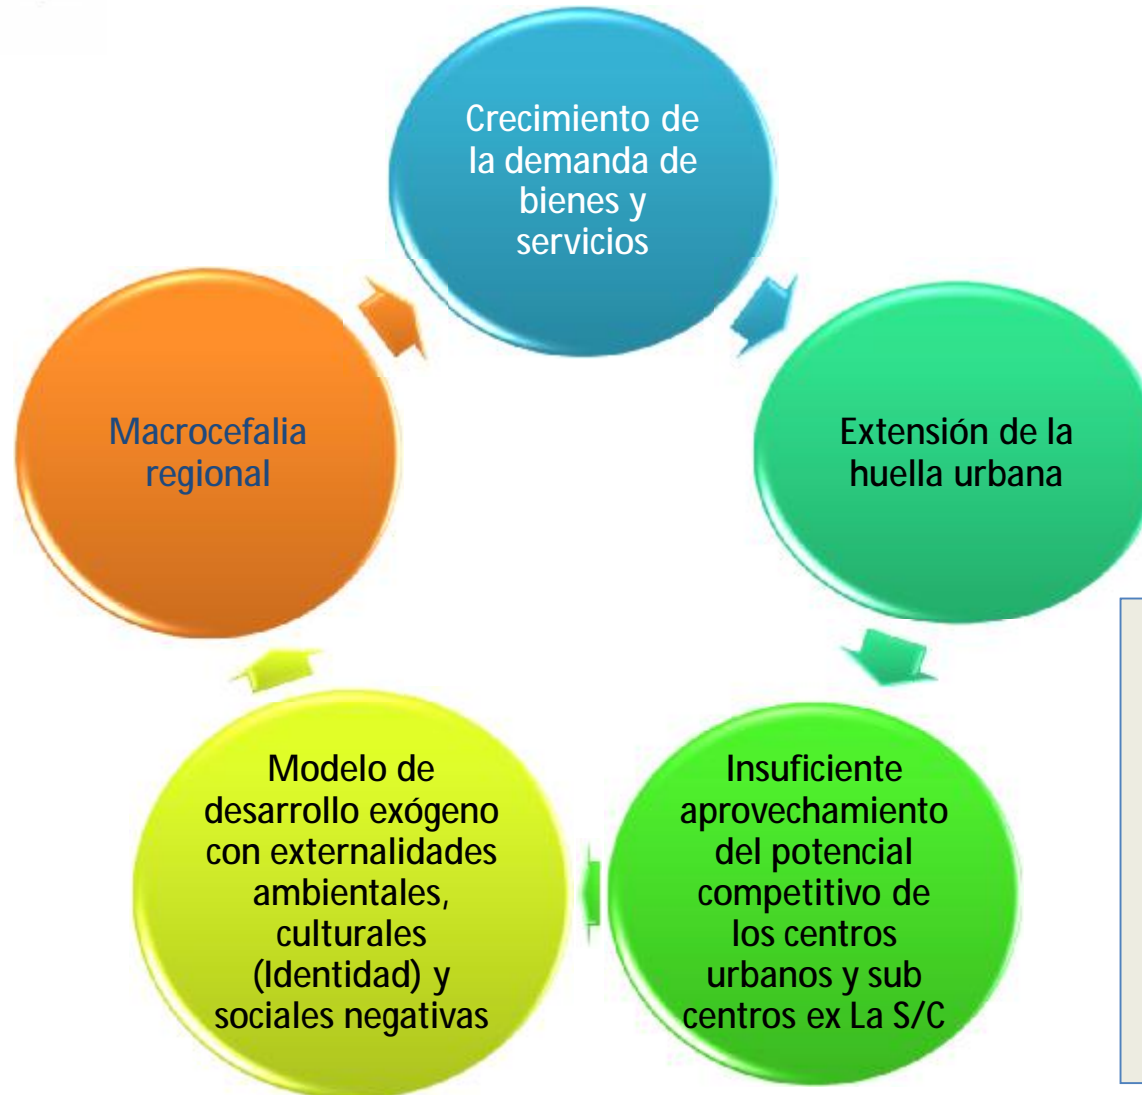 Crecimiento de
la demanda de
bienes y
servicios
Extensión de la
huella urbana
Insuficiente
aprovechamiento
del potencial
competitivo de
los centros
urbanos y sub
centros ex La S/C
Modelo de
desarrollo exógeno
con externalidades
ambientales,
culturales
(Identidad) y
sociales negativas
Macrocefalia
regional